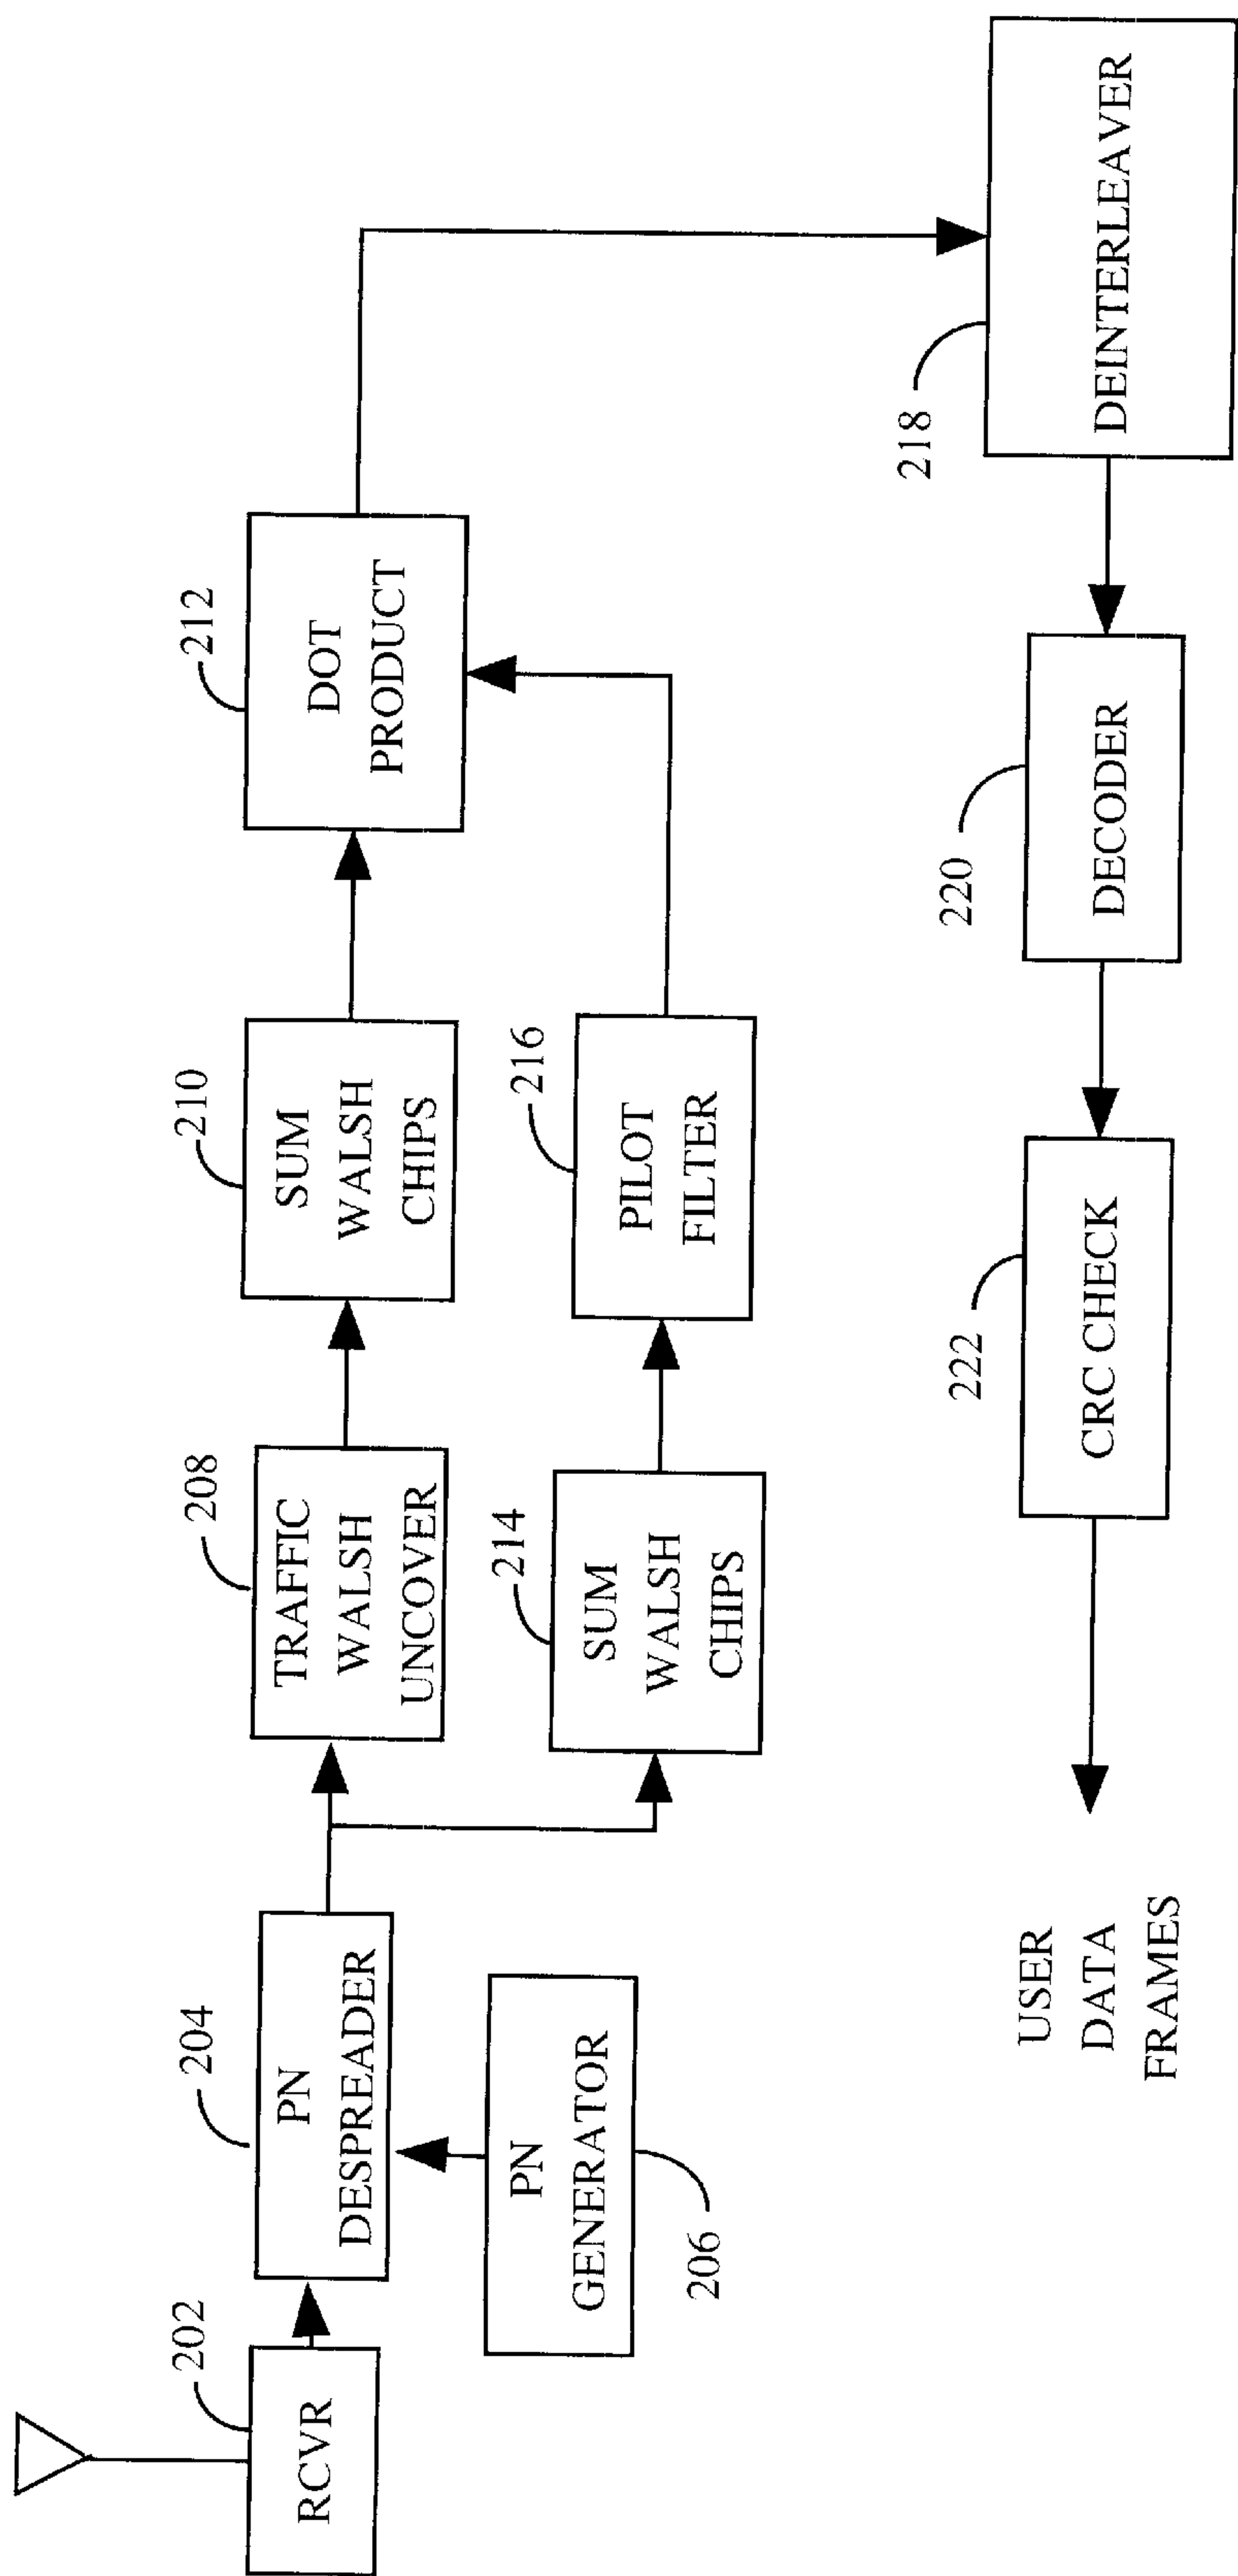 202
RCVR
204
PN
DESPREADER
PN
GENERATOR
206
208
TRAFFIC
WALSH
UNCOVER
210
SUM
WALSH
CHIPS
212
DOT
PRODUCT
214
SUM
WALSH
CHIPS
216
PILOT
FILTER
218
DEINTERLEAVER
220
DECODER
222
CRC CHECK
USER
DATA
FRAMES